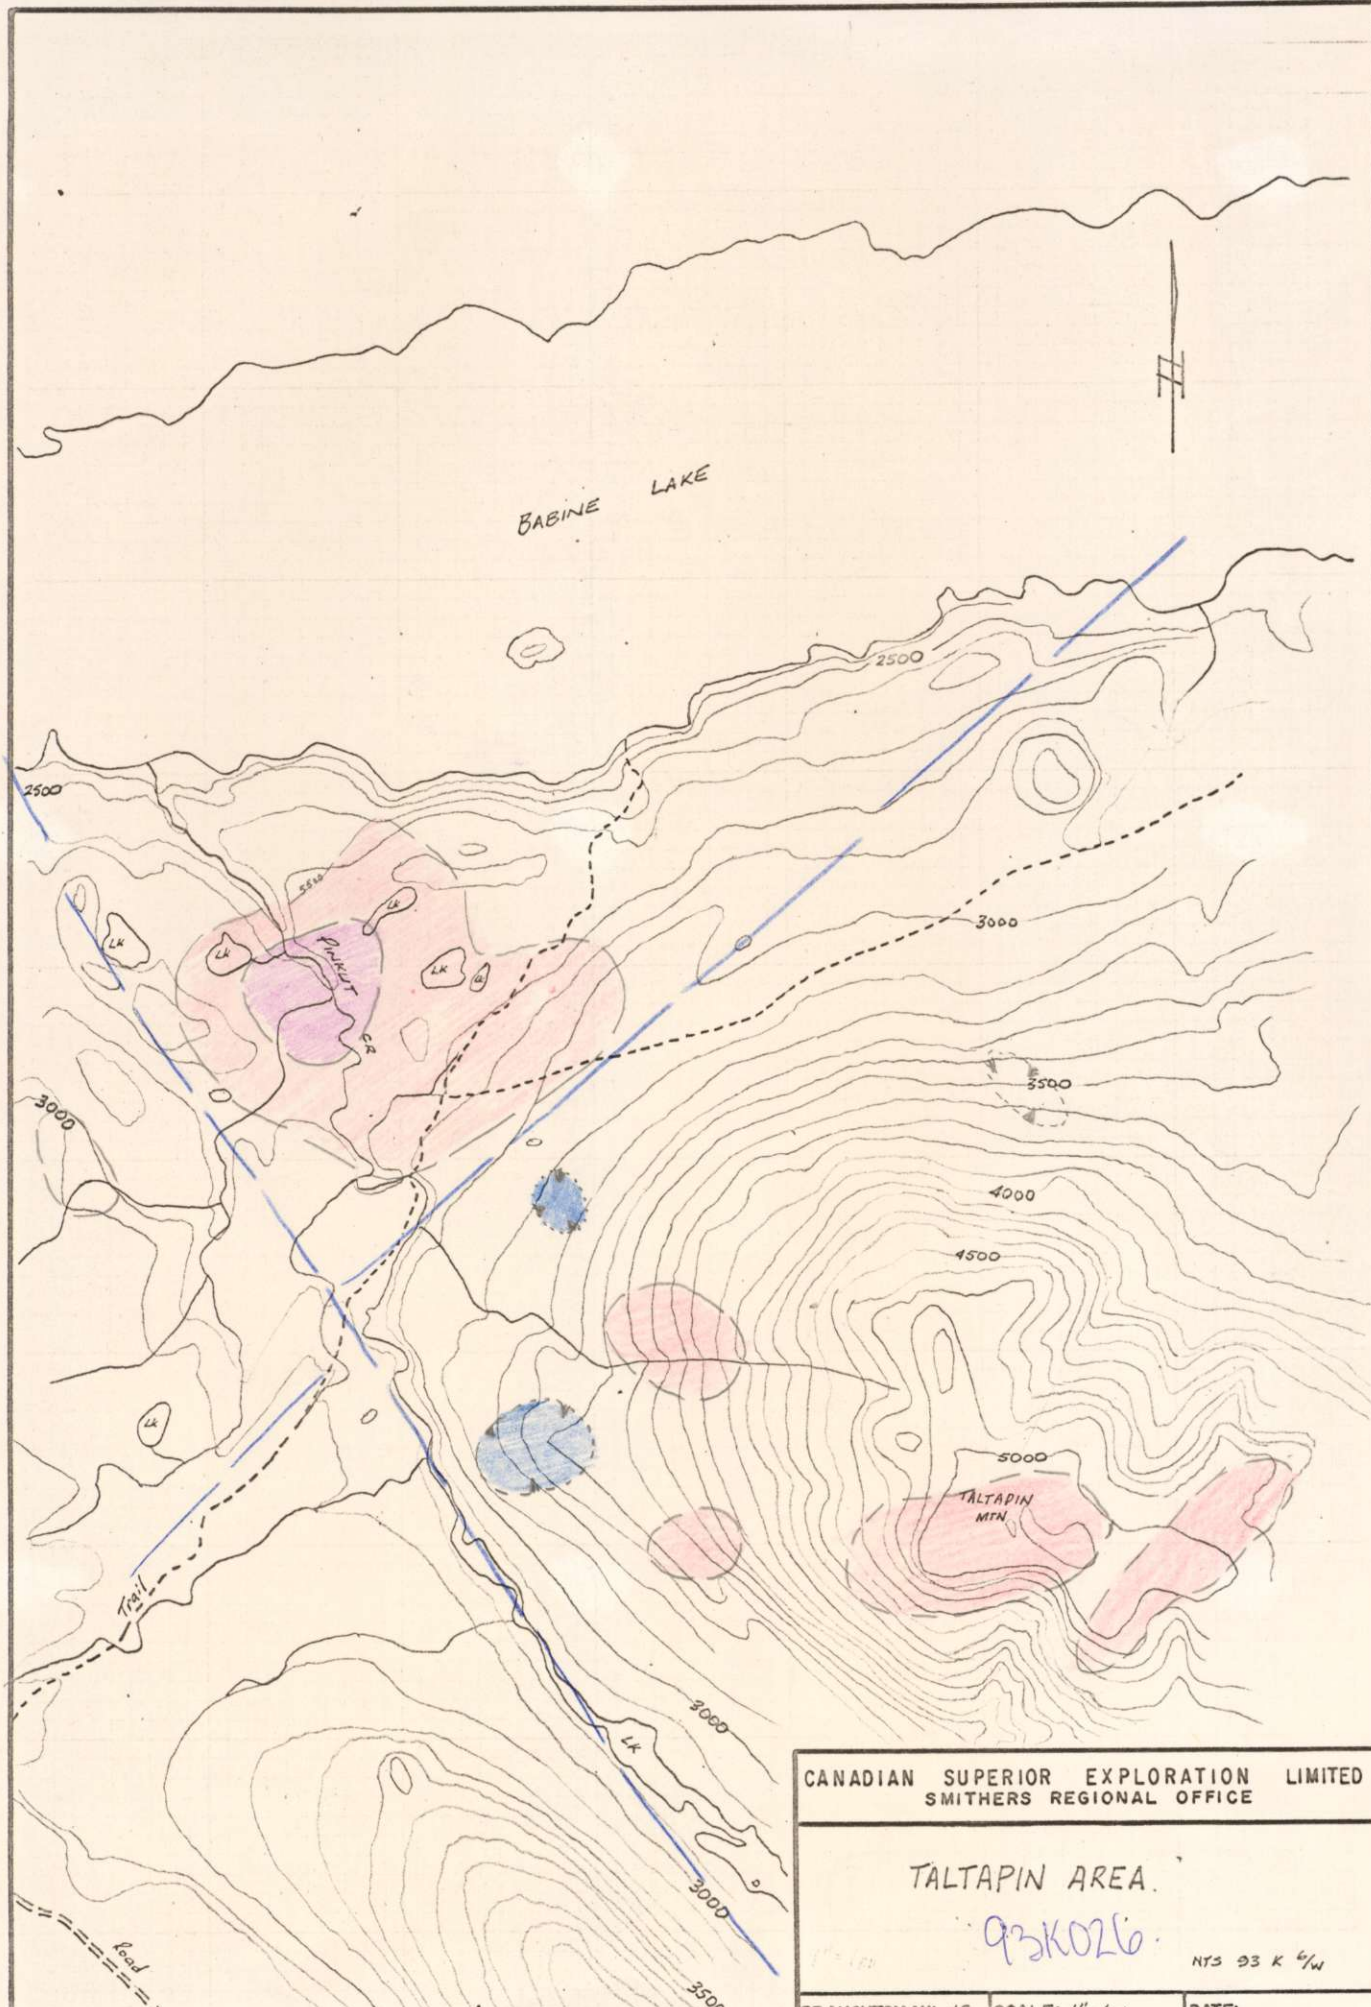 BABINE LAKE
2500
2500
5500
LK
LK
LK
LK
PINKUT
CR
3000
3000
3500
4000
4500
5000
TALTAPIN
MTN
LK
Trail
3000
LK
3000
3500
Road
CANADIAN SUPERIOR EXPLORATION LIMITED
SMITHERS REGIONAL OFFICE
TALTAPIN AREA.
93K026.
NTS 93 K 6/W
DATE: